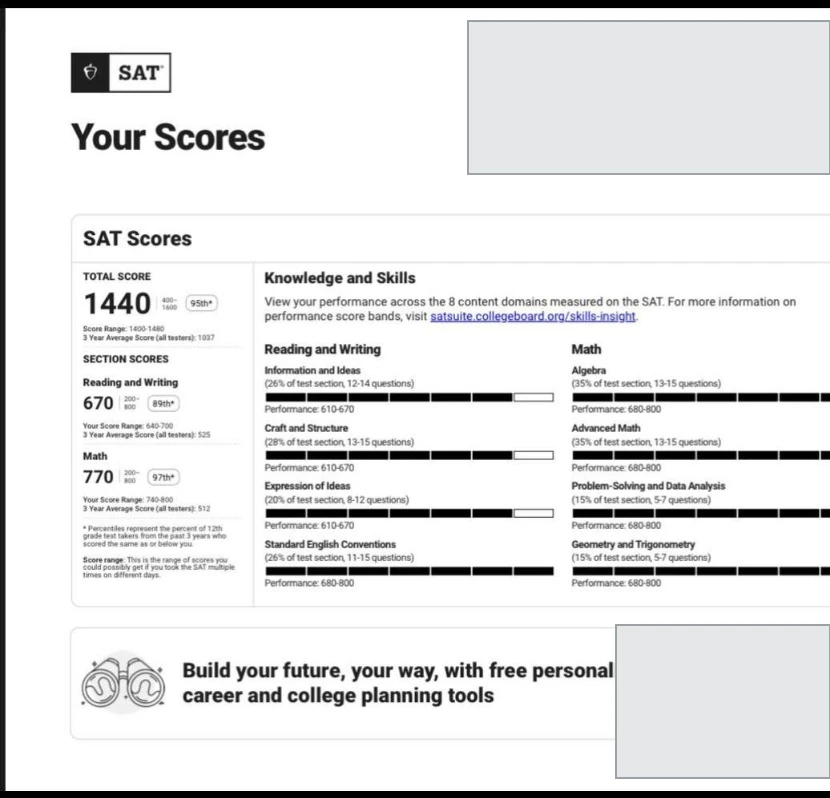 SAT
Your Scores
SAT Scores
TOTAL SCORE
1440 400-1600 95th*
Score Range: 1400-1480
3 Year Average Score (all testers): 1037
SECTION SCORES
Reading and Writing
670 200-800 89th*
Your Score Range: 640-700
3 Year Average Score (all testers): 525
Math
770 200-800 97th*
Your Score Range: 740-800
3 Year Average Score (all testers): 512
* Percentiles represent the percent of 12th
grade test takers from the past 3 years who
scored the same as or below you.
Score range: This is the range of scores you
could possibly get if you took the SAT multiple
times on different days.
Knowledge and Skills
View your performance across the 8 content domains measured on the SAT. For more information on
performance score bands, visit satsuite.collegeboard.org/skills-insight.
Reading and Writing
Information and Ideas
(26% of test section, 12-14 questions)
Performance: 610-670
Craft and Structure
(28% of test section, 13-15 questions)
Performance: 610-670
Expression of Ideas
(20% of test section, 8-12 questions)
Performance: 610-670
Standard English Conventions
(26% of test section, 11-15 questions)
Performance: 680-800
Math
Algebra
(35% of test section, 13-15 questions)
Performance: 680-800
Advanced Math
(35% of test section, 13-15 questions)
Performance: 680-800
Problem-Solving and Data Analysis
(15% of test section, 5-7 questions)
Performance: 680-800
Geometry and Trigonometry
(15% of test section, 5-7 questions)
Performance: 680-800
Build your future, your way, with free personal
career and college planning tools